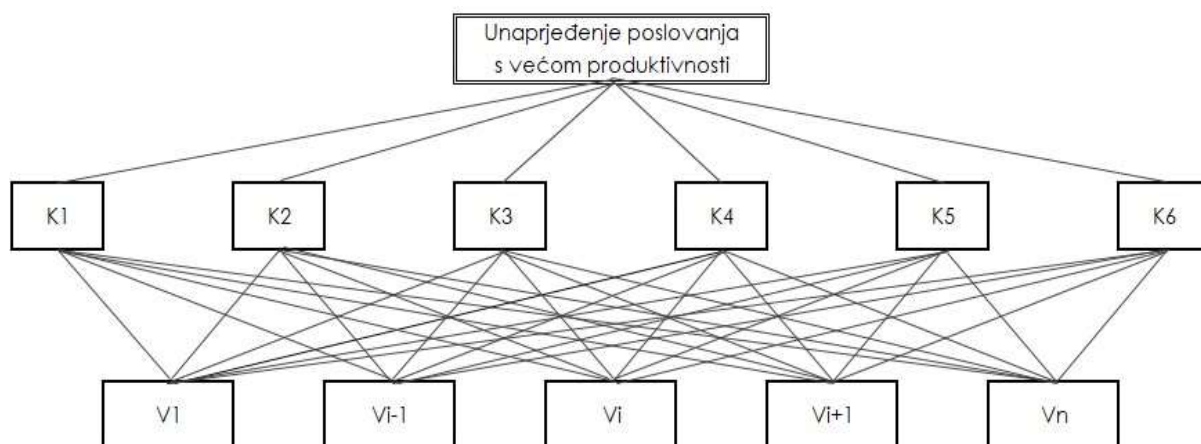 Unaprjeđenje poslovanja
s većom produktivnosti
K1 K2 K3 K4 K5 K6
V1 Vi-1 Vi Vi+1 Vn